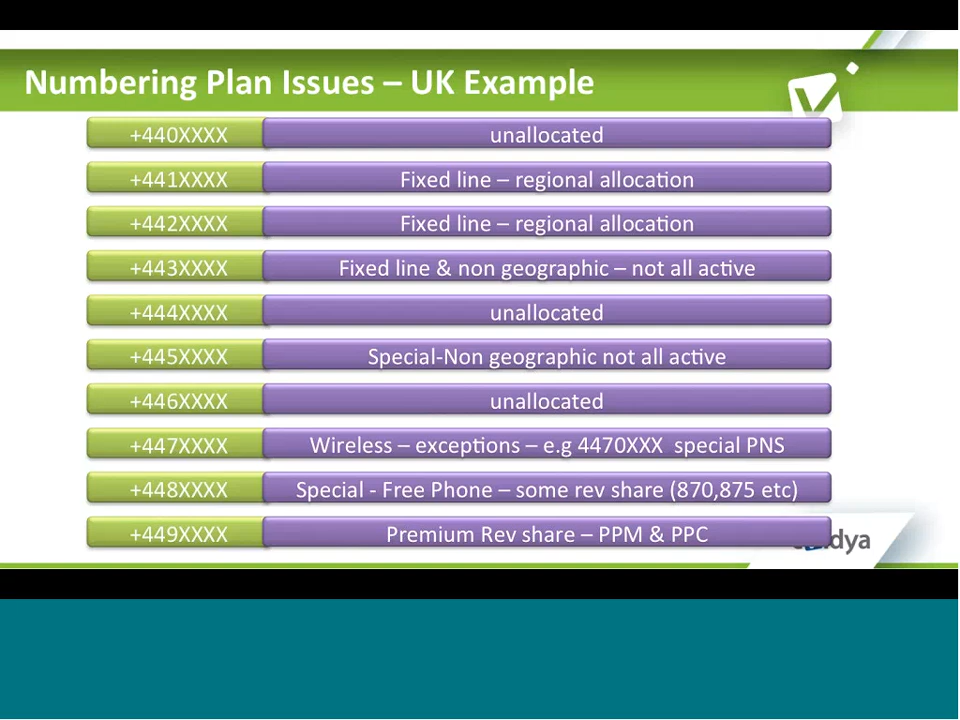 Numbering Plan Issues – UK Example
+440XXXX unallocated
+441XXXX Fixed line – regional allocation
+442XXXX Fixed line – regional allocation
+443XXXX Fixed line & non geographic – not all active
+444XXXX unallocated
+445XXXX Special-Non geographic not all active
+446XXXX unallocated
+447XXXX Wireless – exceptions – e.g 4470XXX special PNS
+448XXXX Special - Free Phone – some rev share (870,875 etc)
+449XXXX Premium Rev share – PPM & PPC